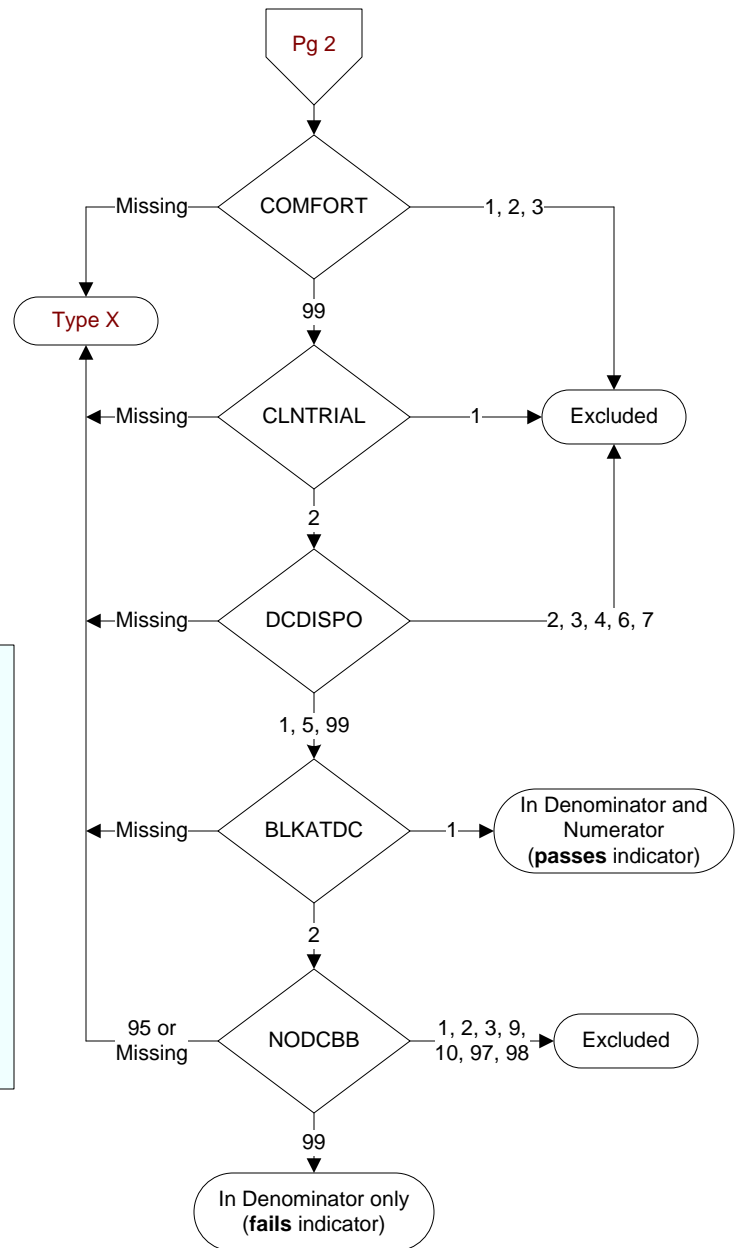 Pg 2
COMFORT
Missing
1, 2, 3
99
Type X
CLNTRIAL
Missing
1
Excluded
2
DCDISPO
Missing
2, 3, 4, 6, 7
1, 5, 99
BLKATDC
Missing
1
In Denominator and
Numerator
(passes indicator)
2
NODCBB
95 or
Missing
1, 2, 3, 9,
10, 97, 98
Excluded
99
In Denominator only
(fails indicator)